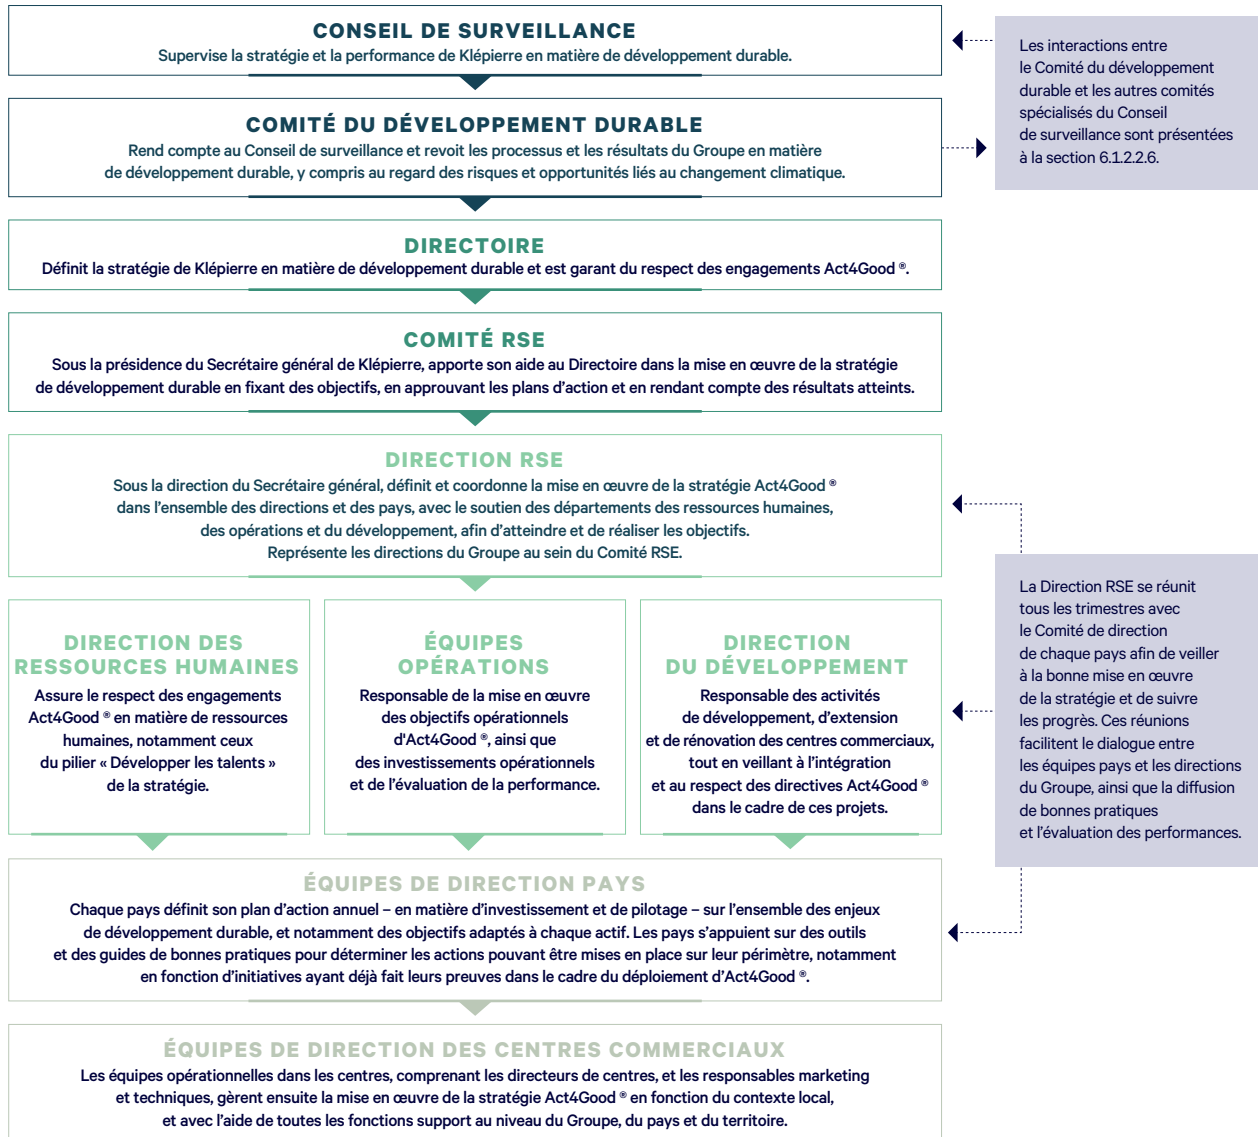 CONSEIL DE SURVEILLANCE
Supervise la stratégie et la performance de Klépierre en matière de développement durable.
Les interactions entre
le Comité du développement
durable et les autres comités
spécialisés du Conseil
de surveillance sont présentées
à la section 6.1.2.2.6.
COMITÉ DU DÉVELOPPEMENT DURABLE
Rend compte au Conseil de surveillance et revoit les processus et les résultats du Groupe en matière
de développement durable, y compris au regard des risques et opportunités liés au changement climatique.
DIRECTOIRE
Définit la stratégie de Klépierre en matière de développement durable et est garant du respect des engagements Act4Good ®.
COMITÉ RSE
Sous la présidence du Secrétaire général de Klépierre, apporte son aide au Directoire dans la mise en œuvre de la stratégie
de développement durable en fixant des objectifs, en approuvant les plans d’action et en rendant compte des résultats atteints.
DIRECTION RSE
Sous la direction du Secrétaire général, définit et coordonne la mise en œuvre de la stratégie Act4Good ®
dans l’ensemble des directions et des pays, avec le soutien des départements des ressources humaines,
des opérations et du développement, afin d’atteindre et de réaliser les objectifs.
Représente les directions du Groupe au sein du Comité RSE.
La Direction RSE se réunit
tous les trimestres avec
le Comité de direction
de chaque pays afin de veiller
à la bonne mise en œuvre
de la stratégie et de suivre
les progrès. Ces réunions
facilitent le dialogue entre
les équipes pays et les directions
du Groupe, ainsi que la diffusion
de bonnes pratiques
et l’évaluation des performances.
DIRECTION DES
RESSOURCES HUMAINES
Assure le respect des engagements
Act4Good ® en matière de ressources
humaines, notamment ceux
du pilier « Développer les talents »
de la stratégie.
ÉQUIPES
OPÉRATIONS
Responsable de la mise en œuvre
des objectifs opérationnels
d'Act4Good ®, ainsi que
des investissements opérationnels
et de l’évaluation de la performance.
DIRECTION
DU DÉVELOPPEMENT
Responsable des activités
de développement, d’extension
et de rénovation des centres commerciaux,
tout en veillant à l’intégration
et au respect des directives Act4Good ®
dans le cadre de ces projets.
ÉQUIPES DE DIRECTION PAYS
Chaque pays définit son plan d’action annuel – en matière d’investissement et de pilotage – sur l’ensemble des enjeux
de développement durable, et notamment des objectifs adaptés à chaque actif. Les pays s’appuient sur des outils
et des guides de bonnes pratiques pour déterminer les actions pouvant être mises en place sur leur périmètre, notamment
en fonction d’initiatives ayant déjà fait leurs preuves dans le cadre du déploiement d’Act4Good ®.
ÉQUIPES DE DIRECTION DES CENTRES COMMERCIAUX
Les équipes opérationnelles dans les centres, comprenant les directeurs de centres, et les responsables marketing
et techniques, gèrent ensuite la mise en œuvre de la stratégie Act4Good ® en fonction du contexte local,
et avec l’aide de toutes les fonctions support au niveau du Groupe, du pays et du territoire.